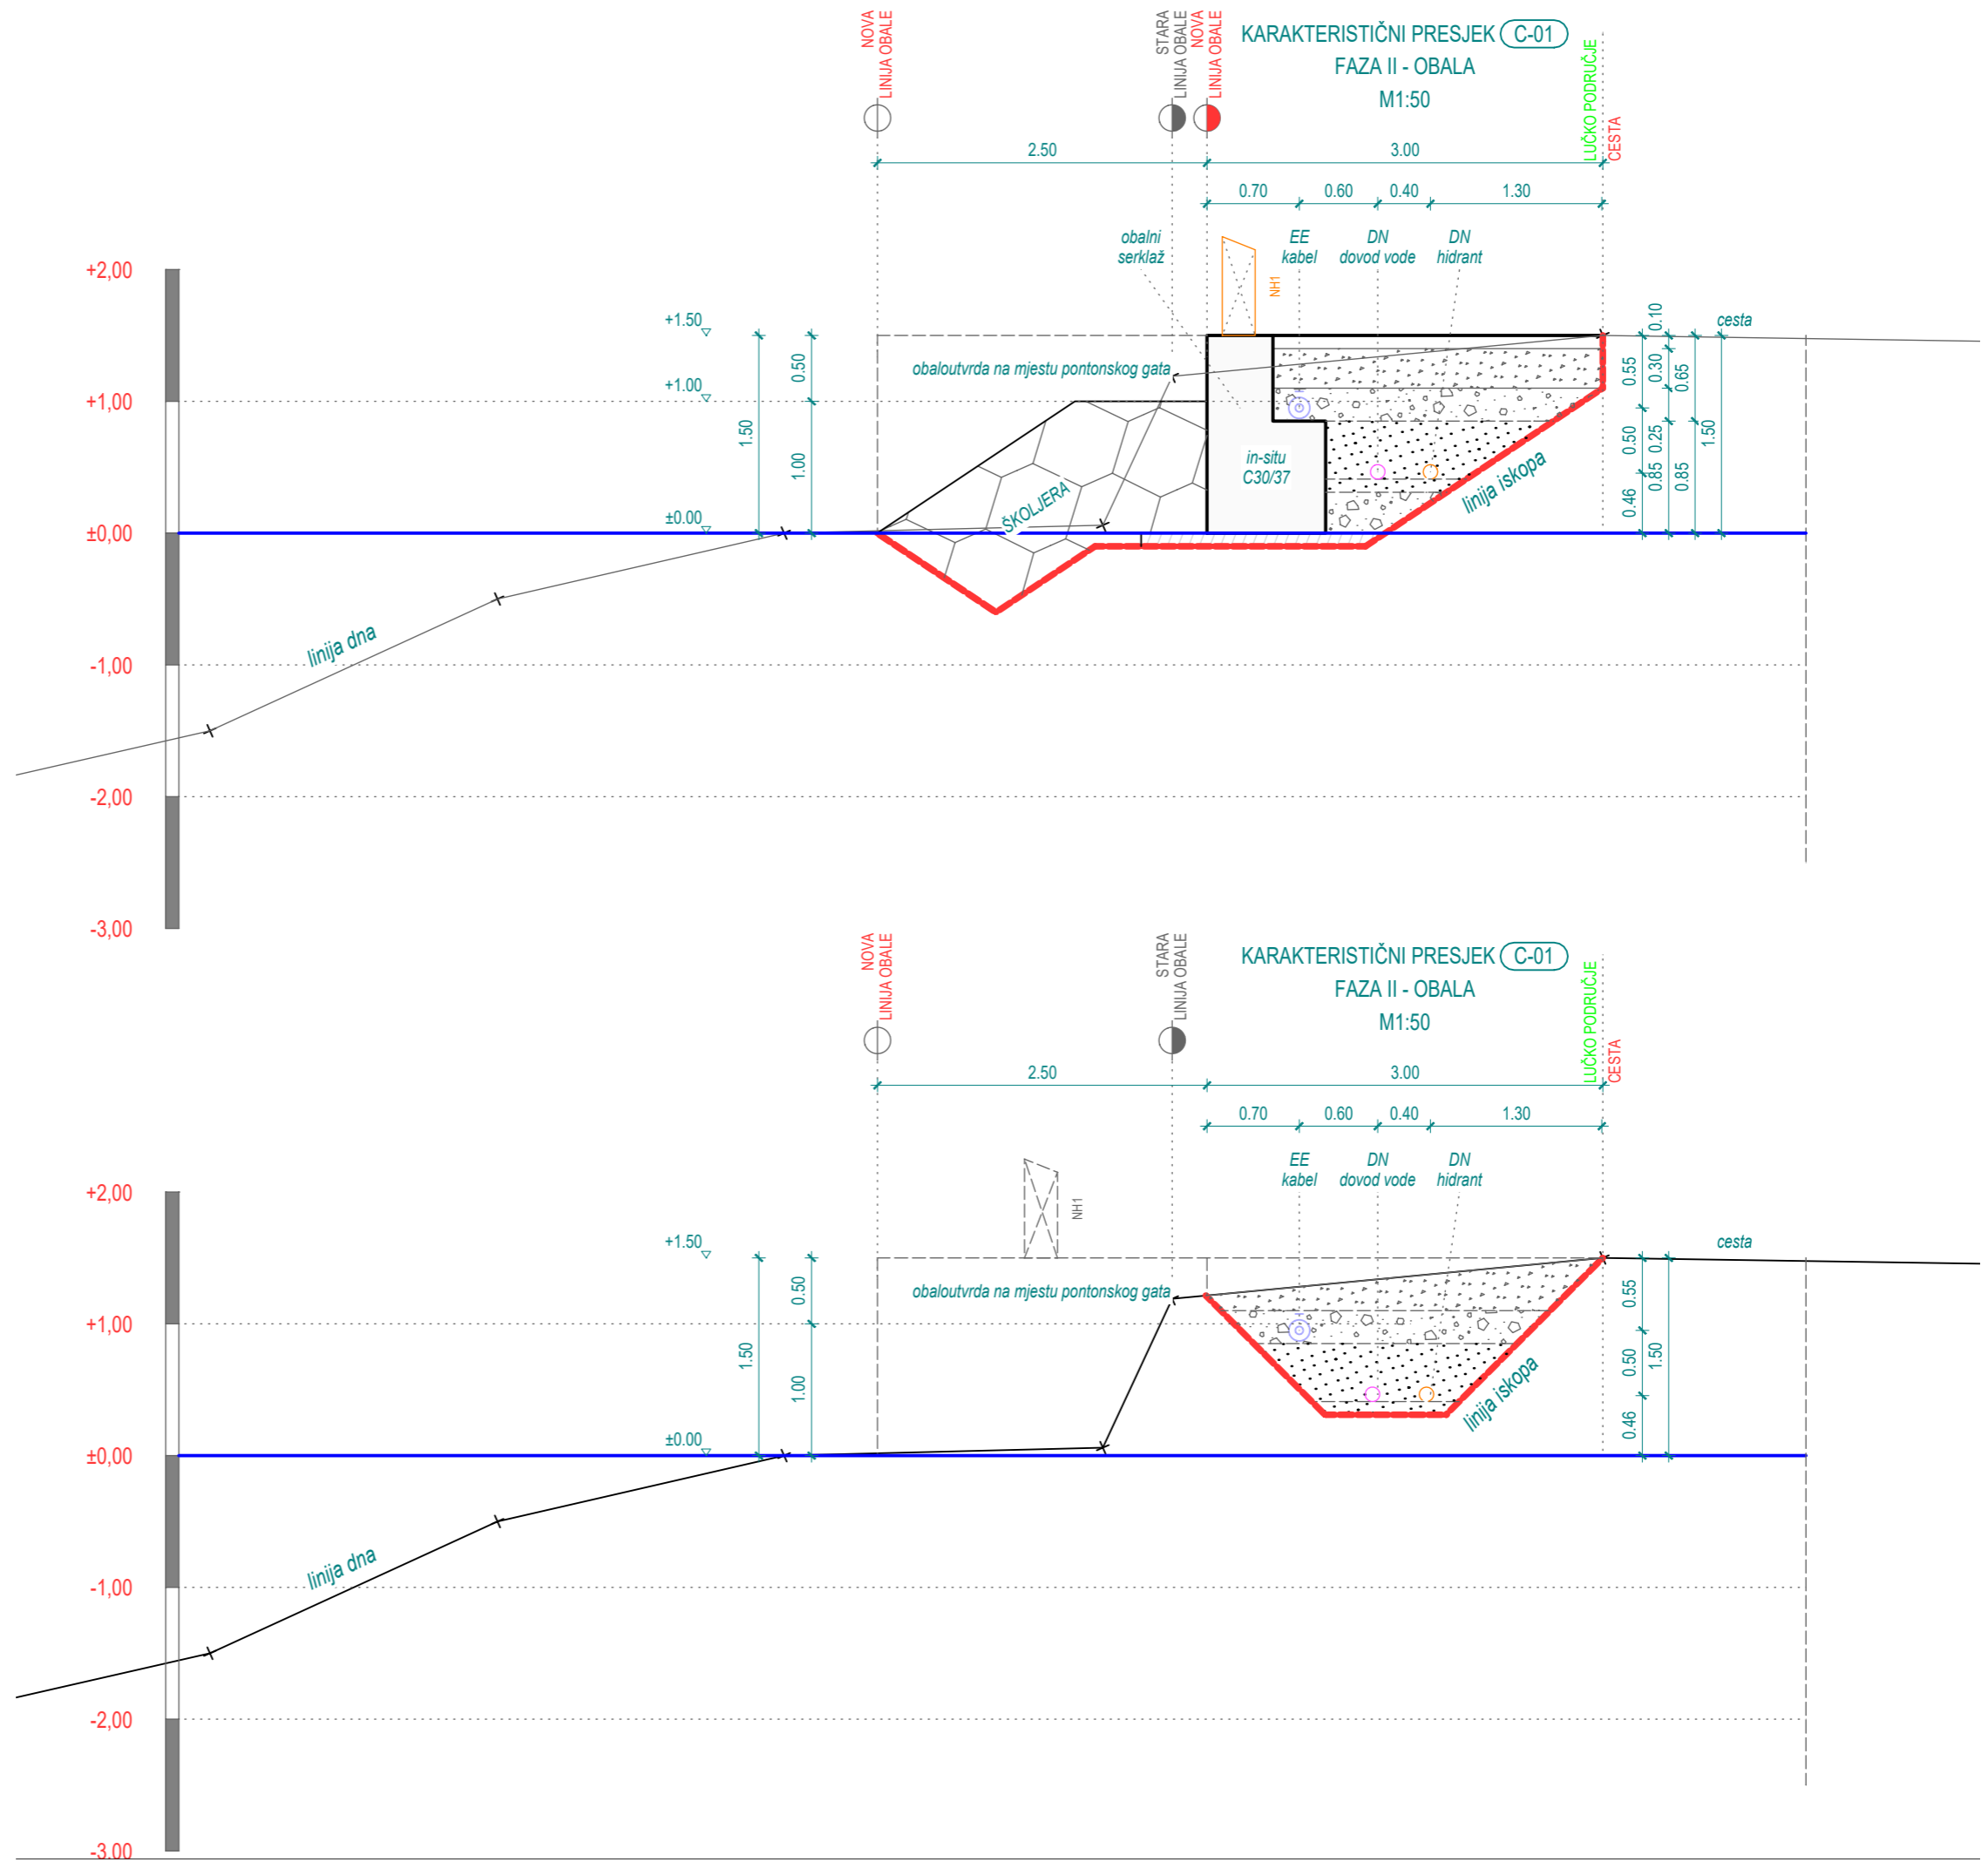 NOVA
LINIJA OBALE
STARA
LINIJA OBALE
NOVA
LINIJA OBALE
KARAKTERISTIČNI PRESJEK C-01
FAZA II - OBALA
M1:50
LUČKO PODRUČJE
CESTA
2.50
3.00
0.70
0.60
0.40
1.30
obalni
serklaž
EE
kabel
DN
dovod vode
DN
hidrant
NH1
+2,00
+1,00
±0,00
-1,00
-2,00
-3,00
+1.50
+1.00
±0.00
1.50
0.50
1.00
obaloutvrda na mjestu pontonskog gata
ŠKOLJERA
in-situ
C30/37
linija iskopa
linija dna
cesta
0.55
0.50
0.46
0.10
0.30
0.25
0.85
0.65
0.85
1.50
NOVA
LINIJA OBALE
STARA
LINIJA OBALE
KARAKTERISTIČNI PRESJEK C-01
FAZA II - OBALA
M1:50
LUČKO PODRUČJE
CESTA
2.50
3.00
0.70
0.60
0.40
1.30
EE
kabel
DN
dovod vode
DN
hidrant
NH1
+2,00
+1,00
±0,00
-1,00
-2,00
-3,00
+1.50
±0.00
1.50
0.50
1.00
obaloutvrda na mjestu pontonskog gata
linija iskopa
linija dna
cesta
0.55
0.50
0.46
1.50